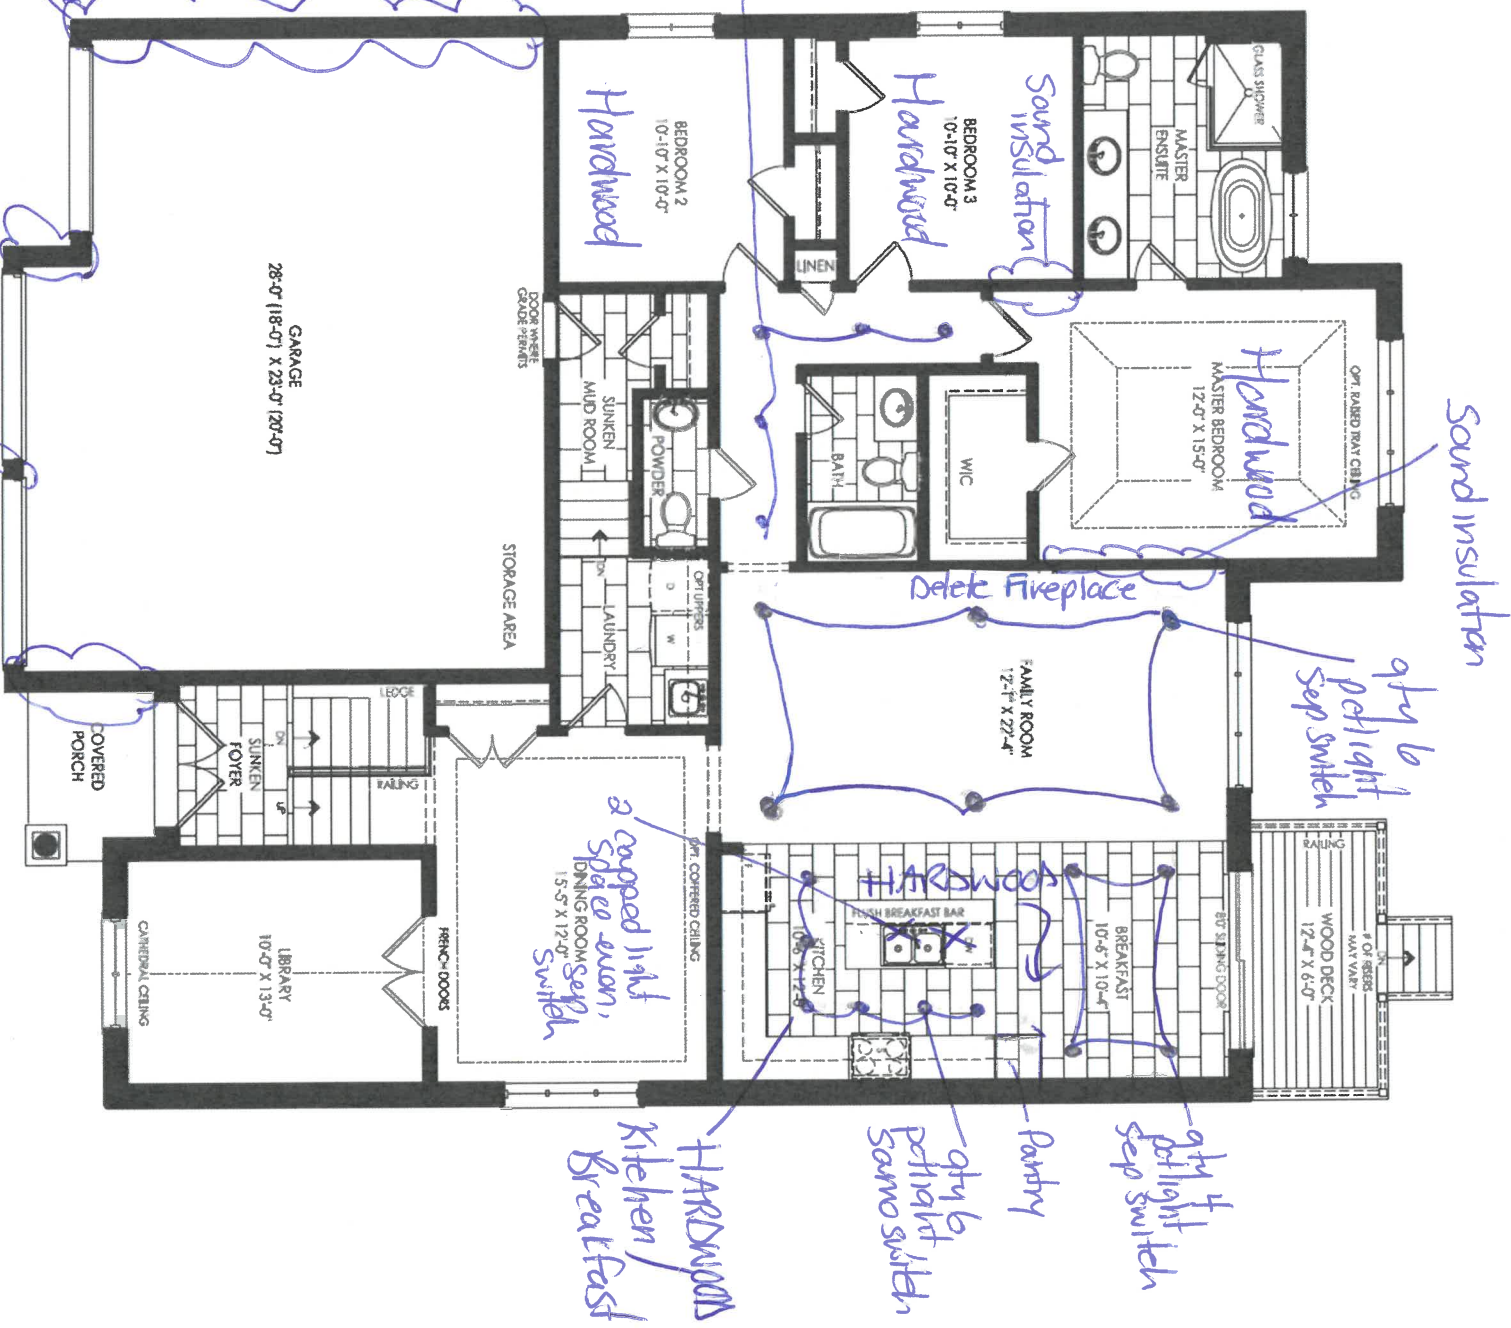 GLASS SHOWER
MASTER
ENSUITE
Sound
insulation
BEDROOM 3
10'-10" X 10'-0"
Hardwood
BEDROOM 2
10'-10" X 10'-0"
Hardwood
LINEN
OPT. RAISED TRAY CEILING
Hardwood
MASTER BEDROOM
12'-0" X 15'-0"
Sound insulation
WIC
BATH
DOOR WHERE
GRADE PERMITS
SUNKEN
MUD ROOM
POWDER
GARAGE
28'-0" (18'-0") X 23'-0" (20'-0")
STORAGE AREA
DN
OPT UPPERS
D
W
LAUNDRY
Delete Fireplace
FAMILY ROOM
12'-1" X 22'-4"
qty 6
potlight
sep switch
LEDGE
DN
SUNKEN
FOYER
UP
RAILING
COVERED
PORCH
2 capped light
space even,
sep
switch
OPT. COFFERED CEILING
DINING ROOM
15'-5" X 12'-0"
FRENCH DOORS
LIBRARY
10'-0" X 13'-0"
CATHEDRAL CEILING
F
HARDWOOD
FLUSH BREAKFAST BAR
DW
KITCHEN
BREAKFAST
10'-6" X 10'-4"
8'0" SLIDING DOOR
RAILING
WOOD DECK
12'-4" X 6'-0"
# OF RISERS
MAY VARY
DN
qty 4
potlight
sep switch
Pantry
qty 6
potlight
same switch
HARDWOOD
Kitchen/
Breakfast